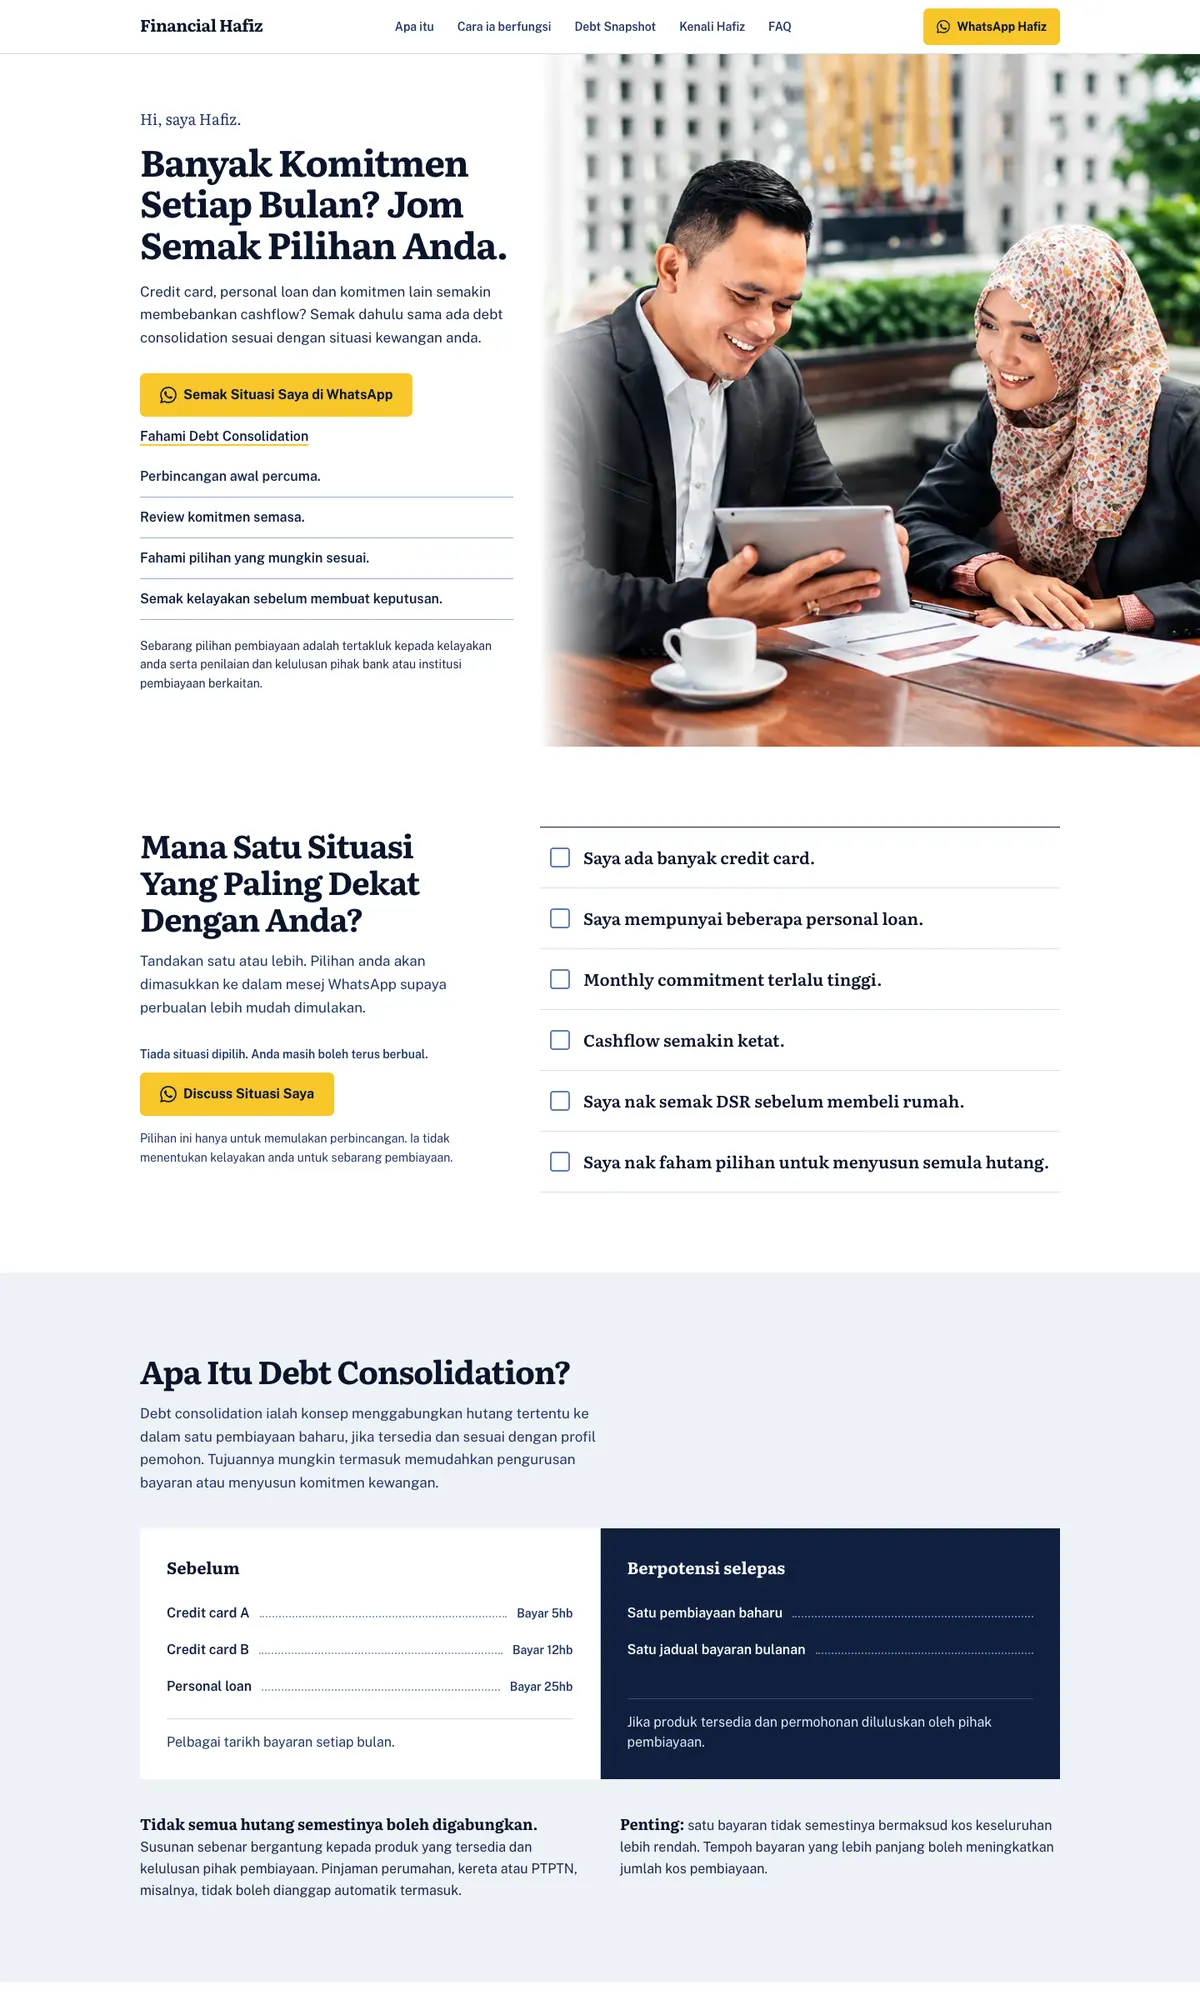 Financial Hafiz
Apa itu
Cara ia berfungsi
Debt Snapshot
Kenali Hafiz
FAQ
WhatsApp Hafiz
Hi, saya Hafiz.
Banyak Komitmen
Setiap Bulan? Jom
Semak Pilihan Anda.
Credit card, personal loan dan komitmen lain semakin
membebankan cashflow? Semak dahulu sama ada debt
consolidation sesuai dengan situasi kewangan anda.
Semak Situasi Saya di WhatsApp
Fahami Debt Consolidation
Perbincangan awal percuma.
Review komitmen semasa.
Fahami pilihan yang mungkin sesuai.
Semak kelayakan sebelum membuat keputusan.
Sebarang pilihan pembiayaan adalah tertakluk kepada kelayakan
anda serta penilaian dan kelulusan pihak bank atau institusi
pembiayaan berkaitan.
Mana Satu Situasi
Yang Paling Dekat
Dengan Anda?
Tandakan satu atau lebih. Pilihan anda akan
dimasukkan ke dalam mesej WhatsApp supaya
perbualan lebih mudah dimulakan.
Tiada situasi dipilih. Anda masih boleh terus berbual.
Discuss Situasi Saya
Pilihan ini hanya untuk memulakan perbincangan. Ia tidak
menentukan kelayakan anda untuk sebarang pembiayaan.
Saya ada banyak credit card.
Saya mempunyai beberapa personal loan.
Monthly commitment terlalu tinggi.
Cashflow semakin ketat.
Saya nak semak DSR sebelum membeli rumah.
Saya nak faham pilihan untuk menyusun semula hutang.
Apa Itu Debt Consolidation?
Debt consolidation ialah konsep menggabungkan hutang tertentu ke
dalam satu pembiayaan baharu, jika tersedia dan sesuai dengan profil
pemohon. Tujuannya mungkin termasuk memudahkan pengurusan
bayaran atau menyusun komitmen kewangan.
Sebelum
Credit card A Bayar 5hb
Credit card B Bayar 12hb
Personal loan Bayar 25hb
Pelbagai tarikh bayaran setiap bulan.
Berpotensi selepas
Satu pembiayaan baharu
Satu jadual bayaran bulanan
Jika produk tersedia dan permohonan diluluskan oleh pihak
pembiayaan.
Tidak semua hutang semestinya boleh digabungkan.
Susunan sebenar bergantung kepada produk yang tersedia dan
kelulusan pihak pembiayaan. Pinjaman perumahan, kereta atau PTPTN,
misalnya, tidak boleh dianggap automatik termasuk.
Penting: satu bayaran tidak semestinya bermaksud kos keseluruhan
lebih rendah. Tempoh bayaran yang lebih panjang boleh meningkatkan
jumlah kos pembiayaan.